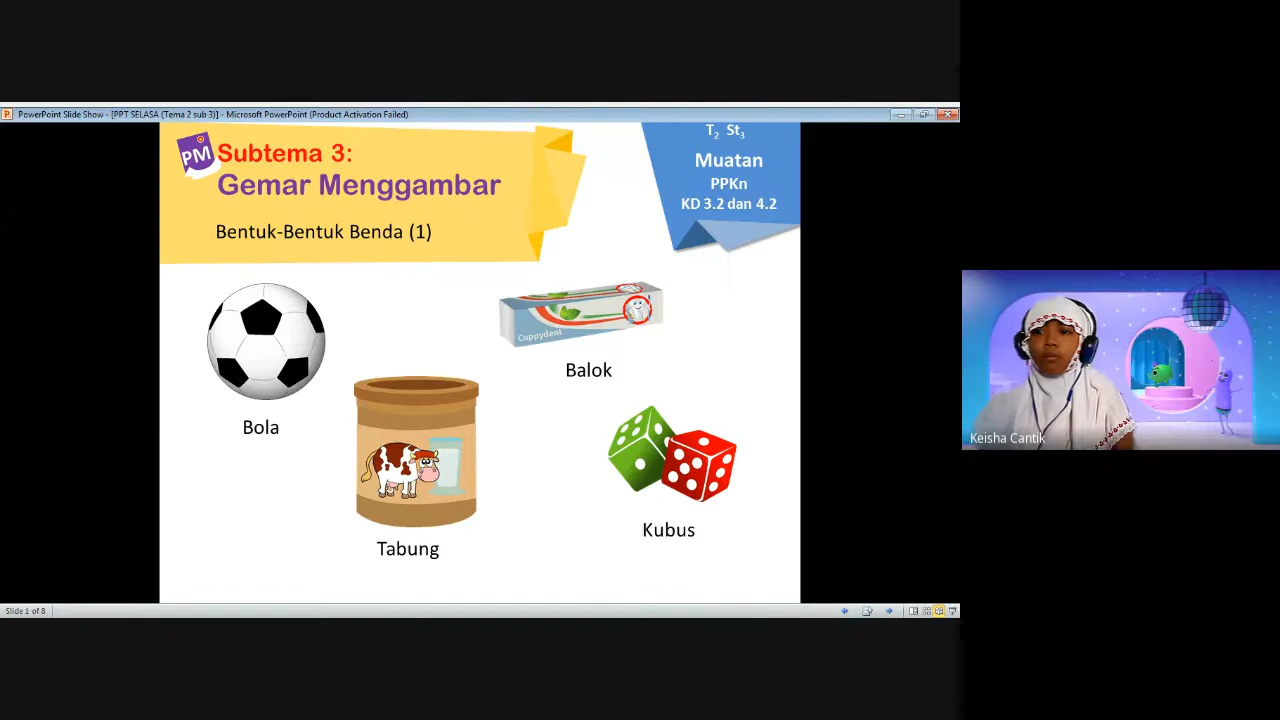 PowerPoint Slide Show - [PPT SELASA (Tema 2 sub 3)] - Microsoft PowerPoint (Product Activation Failed)
PM
Subtema 3:
Gemar Menggambar
Bentuk-Bentuk Benda (1)
T2 St3
Muatan
PPKn
KD 3.2 dan 4.2
Cuppydent
Balok
Bola
Kubus
Tabung
Keisha Cantik
Slide 1 of 8